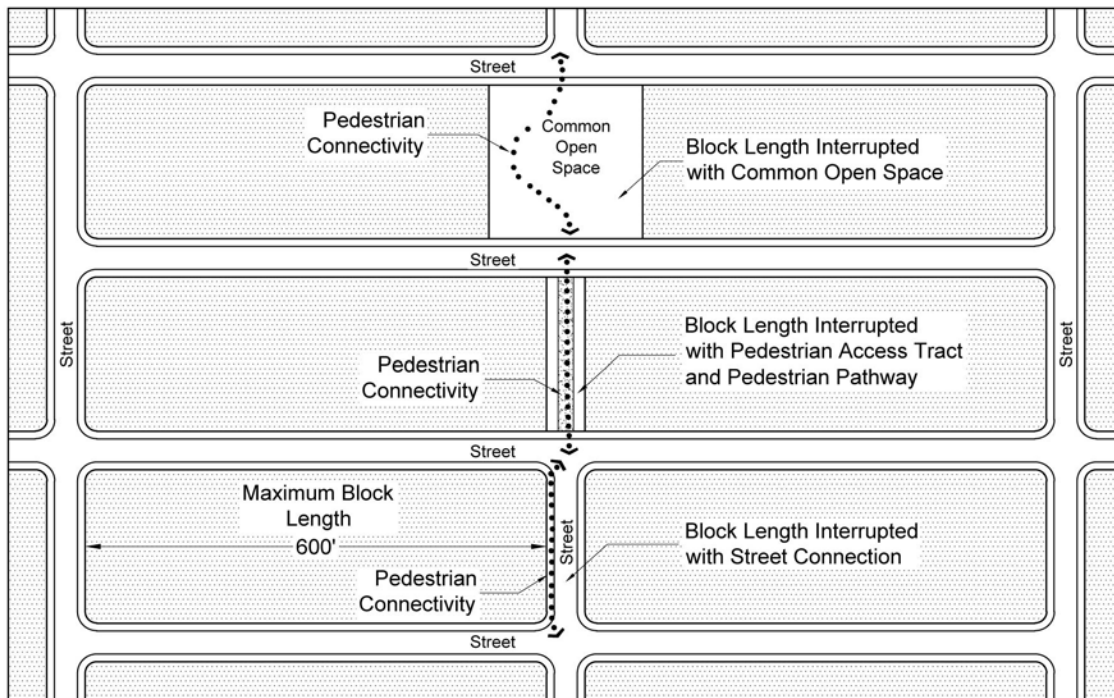 Street
Pedestrian
Connectivity
Common
Open
Space
Block Length Interrupted
with Common Open Space
Street
Street
Pedestrian
Connectivity
Block Length Interrupted
with Pedestrian Access Tract
and Pedestrian Pathway
Street
Street
Maximum Block
Length
600'
Pedestrian
Connectivity
Street
Block Length Interrupted
with Street Connection
Street